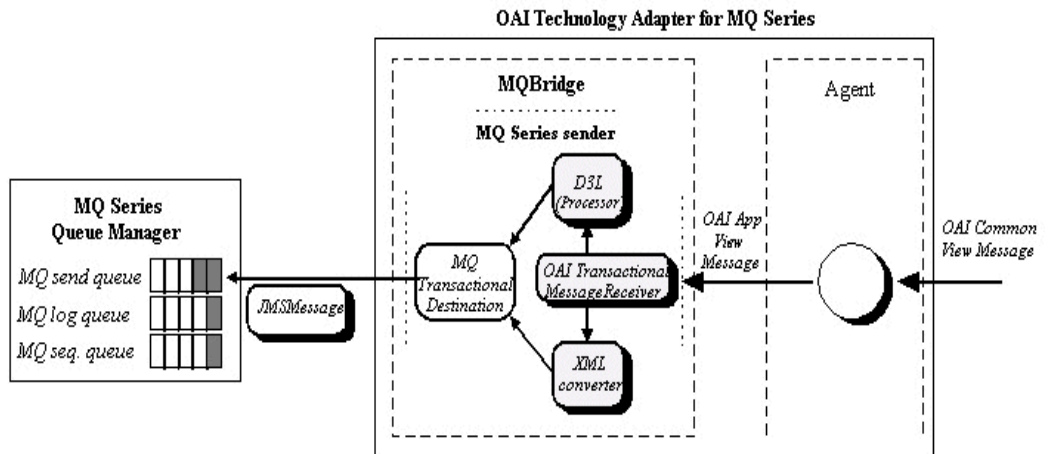 OAI Technology Adapter for MQ Series
MQBridge
Agent
MQ Series sender
D3L
(Processor)
MQ Series
Queue Manager
OAI App
View
Message
OAI Common
View Message
MQ send queue
MQ log queue
MQ seq. queue
JMSMessage
MQ
Transactional
Destination
OAI Transactional
MessageReceiver
XML
converter